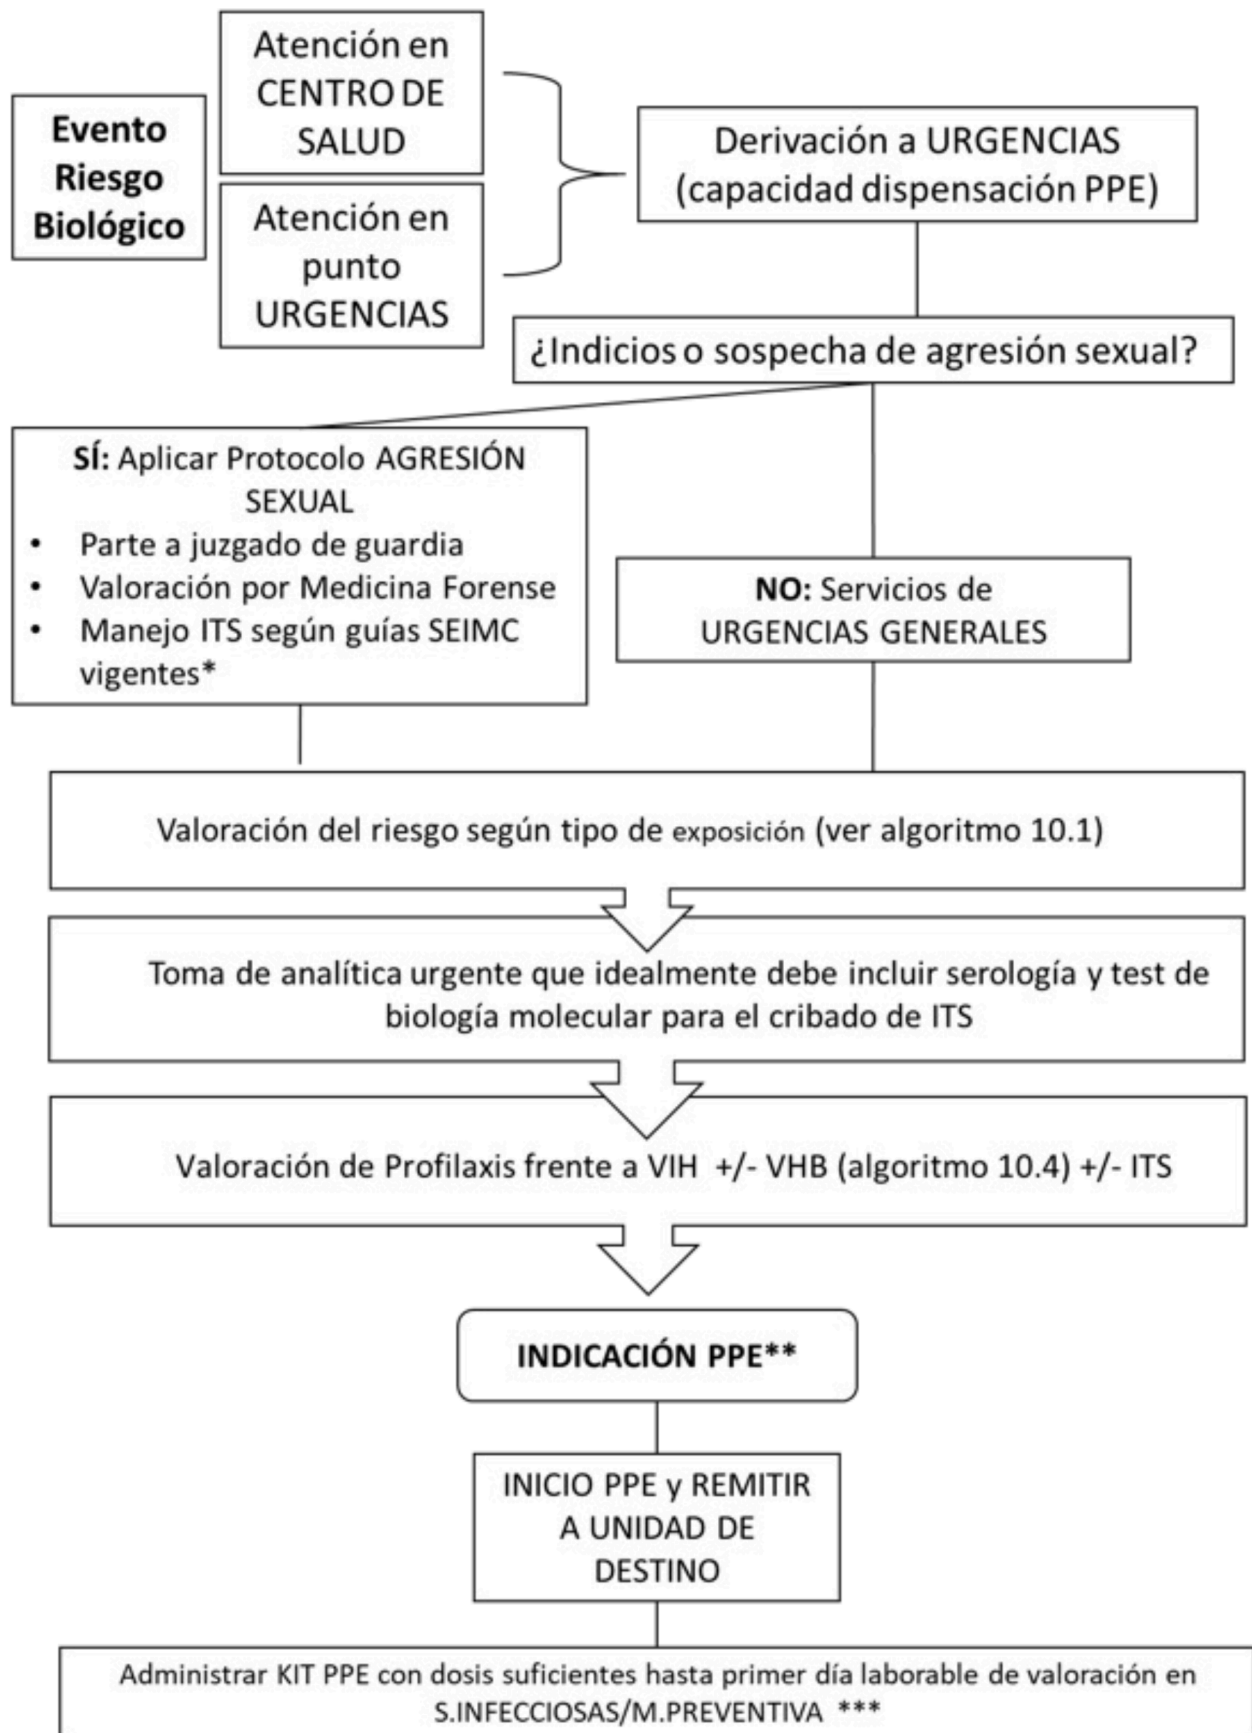 Evento
Riesgo
Biológico
Atención en
CENTRO DE
SALUD
Atención en
punto
URGENCIAS
Derivación a URGENCIAS
(capacidad dispensación PPE)
¿Indicios o sospecha de agresión sexual?
SÍ: Aplicar Protocolo AGRESIÓN
SEXUAL
• Parte a juzgado de guardia
• Valoración por Medicina Forense
• Manejo ITS según guías SEIMC
vigentes*
NO: Servicios de
URGENCIAS GENERALES
Valoración del riesgo según tipo de exposición (ver algoritmo 10.1)
Toma de analítica urgente que idealmente debe incluir serología y test de
biología molecular para el cribado de ITS
Valoración de Profilaxis frente a VIH +/- VHB (algoritmo 10.4) +/- ITS
INDICACIÓN PPE**
INICIO PPE y REMITIR
A UNIDAD DE
DESTINO
Administrar KIT PPE con dosis suficientes hasta primer día laborable de valoración en
S.INFECCIOSAS/M.PREVENTIVA ***